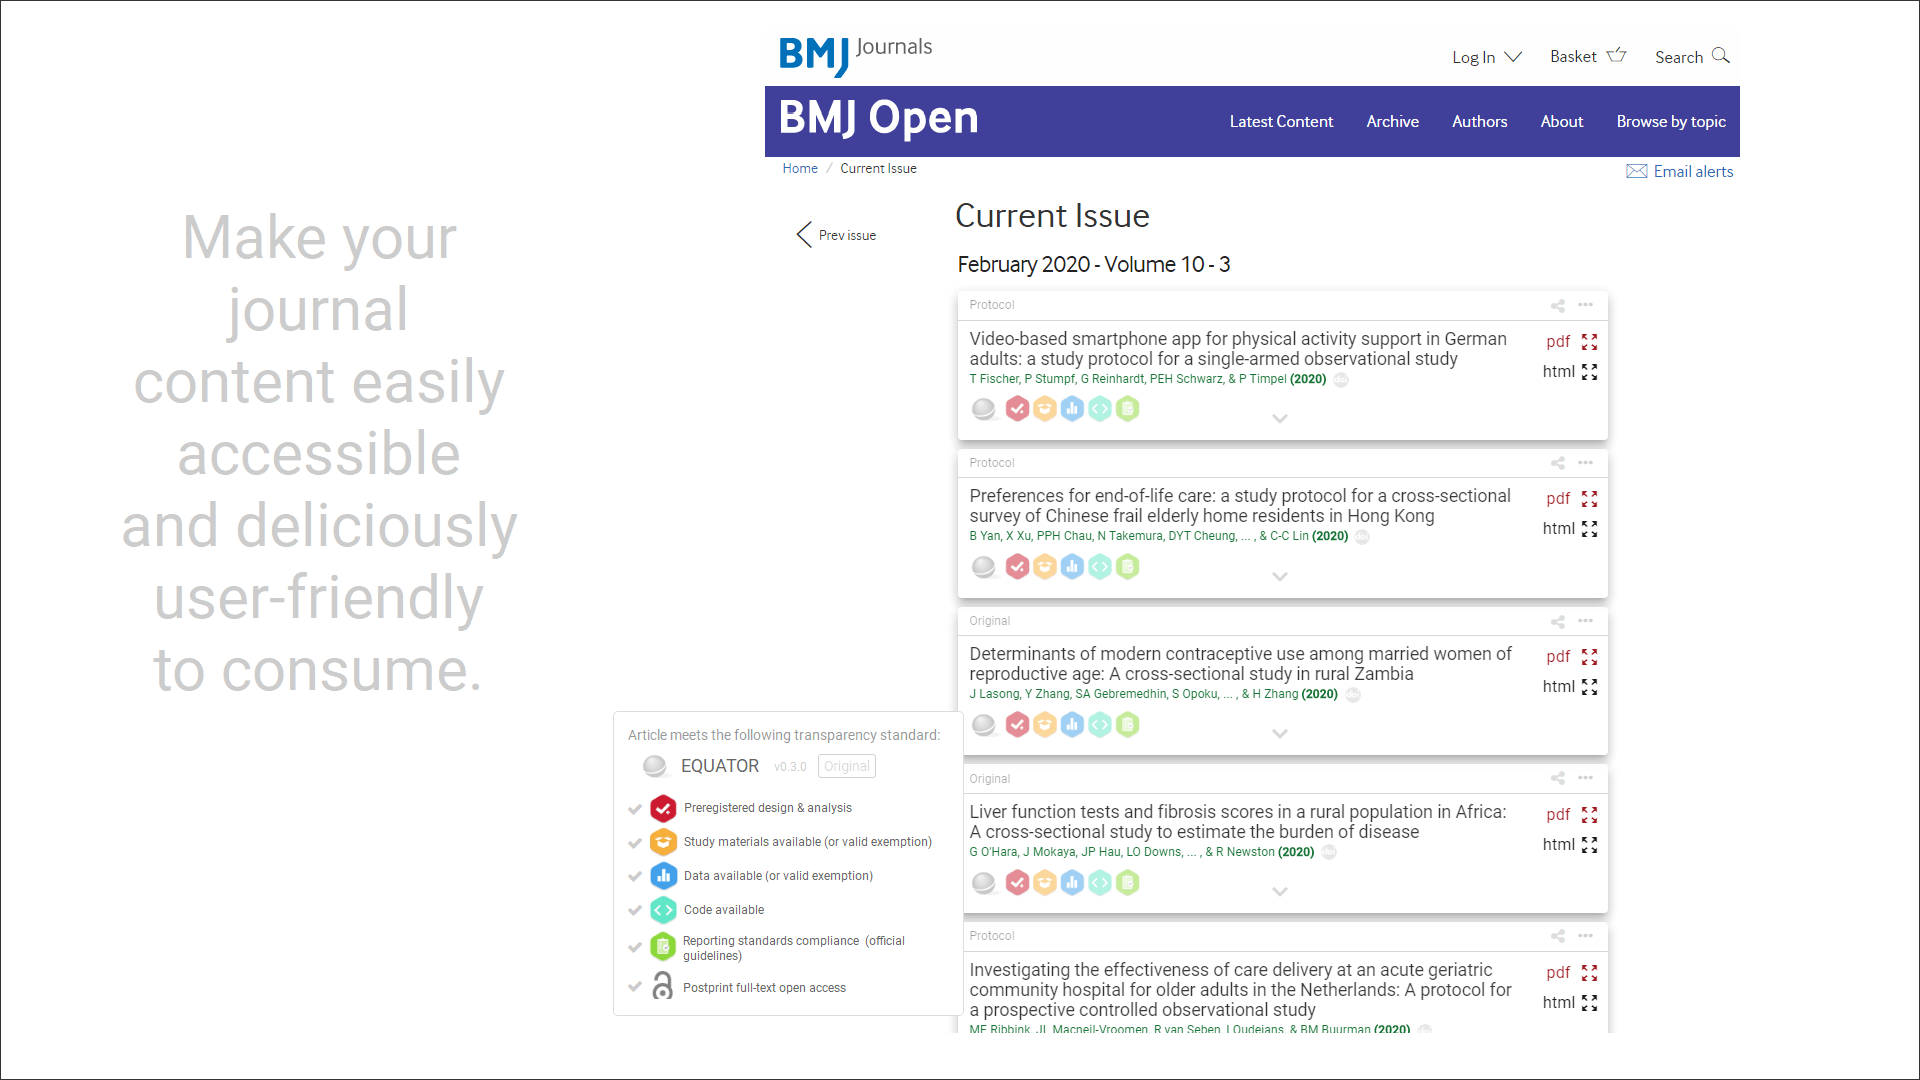 Make your
journal
content easily
accessible
and deliciously
user-friendly
to consume.
BMJ Journals
Log In
Basket
Search
BMJ Open
Latest Content
Archive
Authors
About
Browse by topic
Home / Current Issue
Email alerts
Prev issue
Current Issue
February 2020 - Volume 10 - 3
Protocol
Video-based smartphone app for physical activity support in German
adults: a study protocol for a single-armed observational study
T Fischer, P Stumpf, G Reinhardt, PEH Schwarz, & P Timpel (2020) doi
pdf
html
Protocol
Preferences for end-of-life care: a study protocol for a cross-sectional
survey of Chinese frail elderly home residents in Hong Kong
B Yan, X Xu, PPH Chau, N Takemura, DYT Cheung, ... , & C-C Lin (2020) doi
pdf
html
Original
Determinants of modern contraceptive use among married women of
reproductive age: A cross-sectional study in rural Zambia
J Lasong, Y Zhang, SA Gebremedhin, S Opoku, ... , & H Zhang (2020) doi
pdf
html
Original
Liver function tests and fibrosis scores in a rural population in Africa:
A cross-sectional study to estimate the burden of disease
G O'Hara, J Mokaya, JP Hau, LO Downs, ... , & R Newston (2020) doi
pdf
html
Protocol
Investigating the effectiveness of care delivery at an acute geriatric
community hospital for older adults in the Netherlands: A protocol for
a prospective controlled observational study
MF Ribbink, JL Macneil-Vroomen, R van Seben, I Oudejans, & BM Buurman (2020)
pdf
html
Article meets the following transparency standard:
EQUATOR v0.3.0 Original
Preregistered design & analysis
Study materials available (or valid exemption)
Data available (or valid exemption)
Code available
Reporting standards compliance (official
guidelines)
Postprint full-text open access